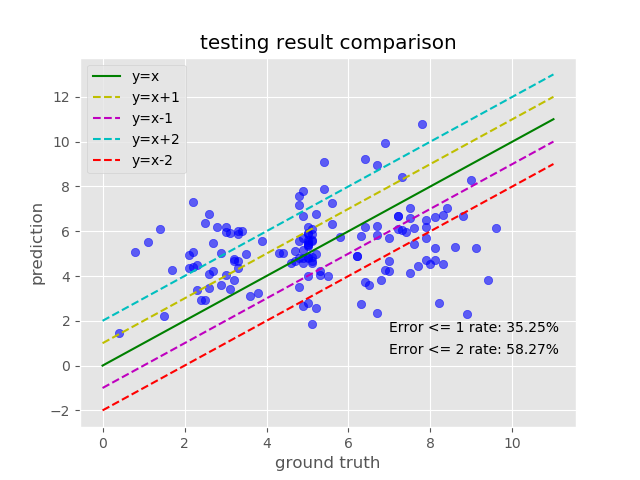 testing result comparison
y=x
y=x+1
y=x-1
y=x+2
y=x-2
12
10
8
6
4
2
0
−2
prediction
Error <= 1 rate: 35.25%
Error <= 2 rate: 58.27%
0 2 4 6 8 10
ground truth